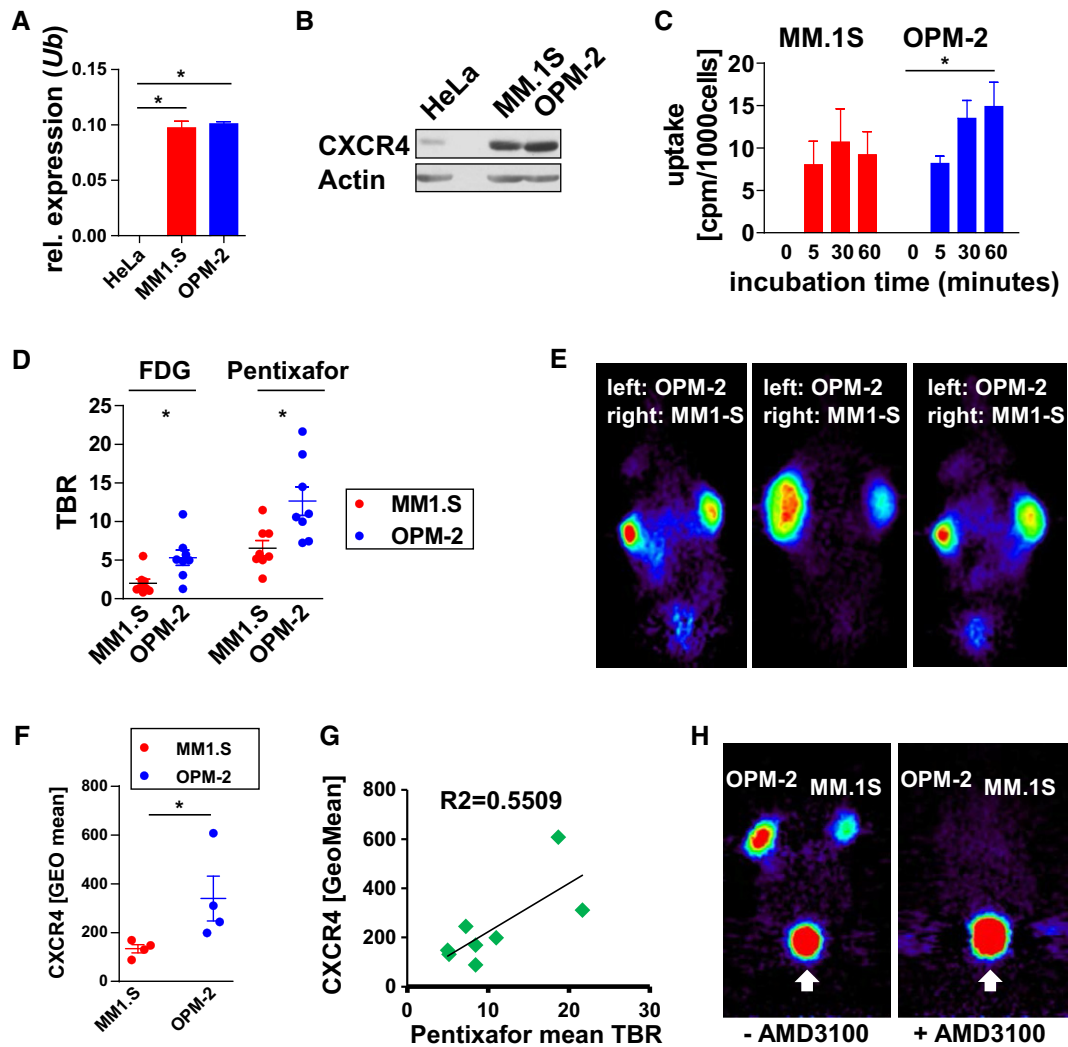 A
rel. expression (Ub)
0.15
0.10
0.05
0.00
*
*
HeLa
MM1.S
OPM-2
B
HeLa
MM.1S
OPM-2
CXCR4
Actin
C
MM.1S
OPM-2
uptake
[cpm/1000cells]
20
15
10
5
0
*
0 5 30 60
0 5 30 60
incubation time (minutes)
D
FDG
Pentixafor
*
*
TBR
25
20
15
10
5
0
MM1.S
OPM-2
MM1.S
OPM-2
MM1.S
OPM-2
E
left: OPM-2
right: MM1-S
left: OPM-2
right: MM1-S
left: OPM-2
right: MM1-S
F
MM1.S
OPM-2
CXCR4 [GEO mean]
800
600
400
200
0
*
MM1.S
OPM-2
G
R2=0.5509
CXCR4 [GeoMean]
800
600
400
200
0
0 10 20 30
Pentixafor mean TBR
H
OPM-2
MM.1S
OPM-2
MM.1S
- AMD3100
+ AMD3100